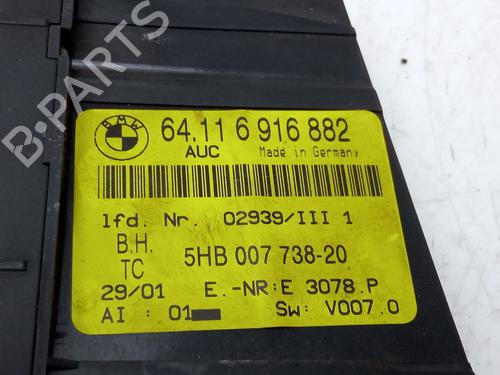 BMW
64.11 6 916 882
AUC Made in Germany
lfd. Nr. 02939/III 1
B.H.
TC 5HB 007 738-20
29/01 E.-NR:E 3078.P
AI : 01 Sw: V007.0
B-Parts